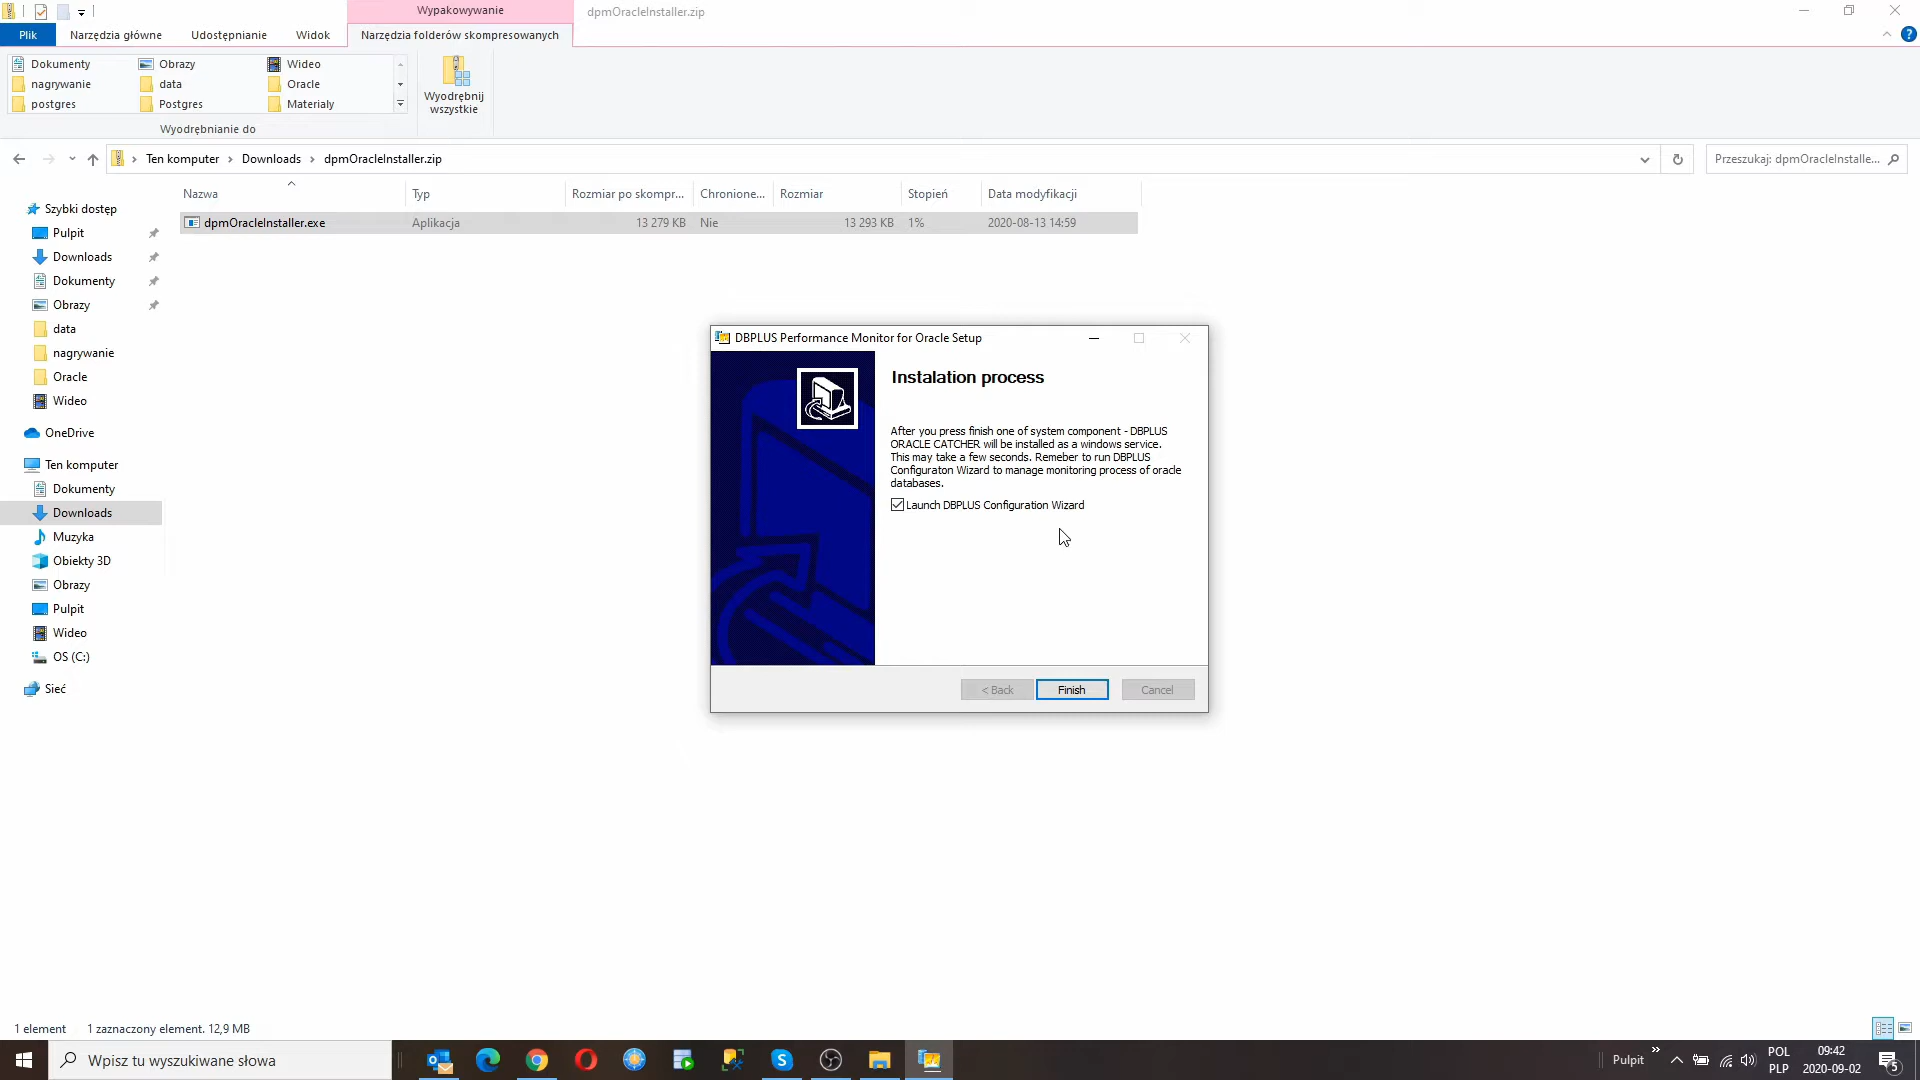 Wypakowywanie
dpmOracleInstaller.zip
Plik
Narzędzia główne
Udostępnianie
Widok
Narzędzia folderów skompresowanych
Dokumenty
Obrazy
Wideo
nagrywanie
data
Oracle
postgres
Postgres
Materialy
Wyodrębnianie do
Wyodrębnij
wszystkie
Ten komputer
Downloads
dpmOracleInstaller.zip
Przeszukaj: dpmOracleInstalle...
Nazwa
Typ
Rozmiar po skompr...
Chronione...
Rozmiar
Stopień
Data modyfikacji
dpmOracleInstaller.exe
Aplikacja
13 279 KB
Nie
13 293 KB
1%
2020-08-13 14:59
Szybki dostęp
Pulpit
Downloads
Dokumenty
Obrazy
data
nagrywanie
Oracle
Wideo
OneDrive
Ten komputer
Dokumenty
Downloads
Muzyka
Obiekty 3D
Obrazy
Pulpit
Wideo
OS (C:)
Sieć
DBPLUS Performance Monitor for Oracle Setup
Instalation process
After you press finish one of system component - DBPLUS
ORACLE CATCHER will be installed as a windows service.
This may take a few seconds. Remeber to run DBPLUS
Configuraton Wizard to manage monitoring process of oracle
databases.
Launch DBPLUS Configuration Wizard
< Back
Finish
Cancel
1 element
1 zaznaczony element. 12,9 MB
Wpisz tu wyszukiwane słowa
Pulpit
POL
PLP
09:42
2020-09-02
5